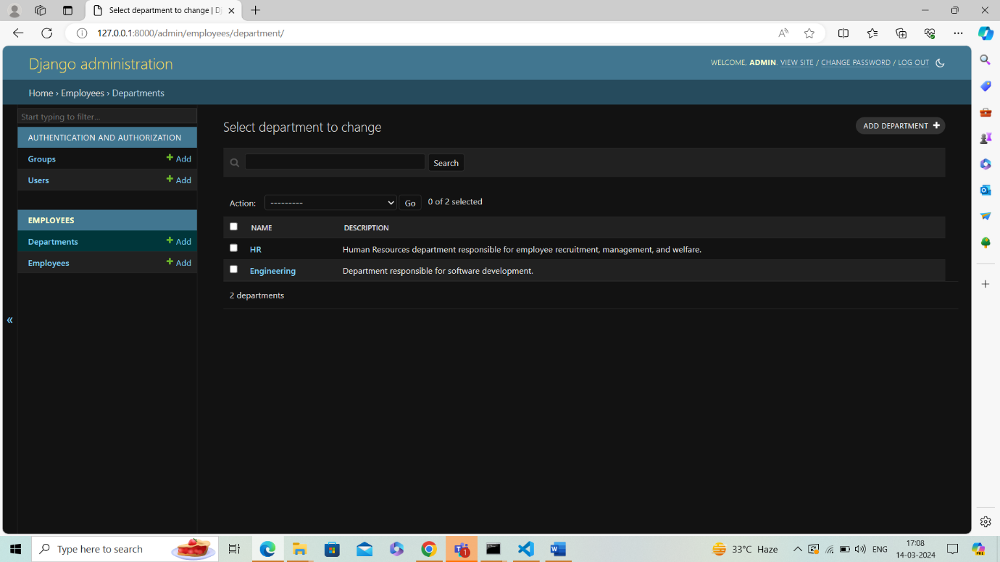 Select department to change | Dj
127.0.0.1:8000/admin/employees/department/
Django administration
WELCOME, ADMIN. VIEW SITE / CHANGE PASSWORD / LOG OUT
Home › Employees › Departments
Start typing to filter...
AUTHENTICATION AND AUTHORIZATION
Groups + Add
Users + Add
EMPLOYEES
Departments + Add
Employees + Add
«
Select department to change
ADD DEPARTMENT +
Search
Action: --------- Go 0 of 2 selected
NAME DESCRIPTION
HR Human Resources department responsible for employee recruitment, management, and welfare.
Engineering Department responsible for software development.
2 departments
Type here to search
1
33°C Haze
ENG
17:08
14-03-2024
PRE